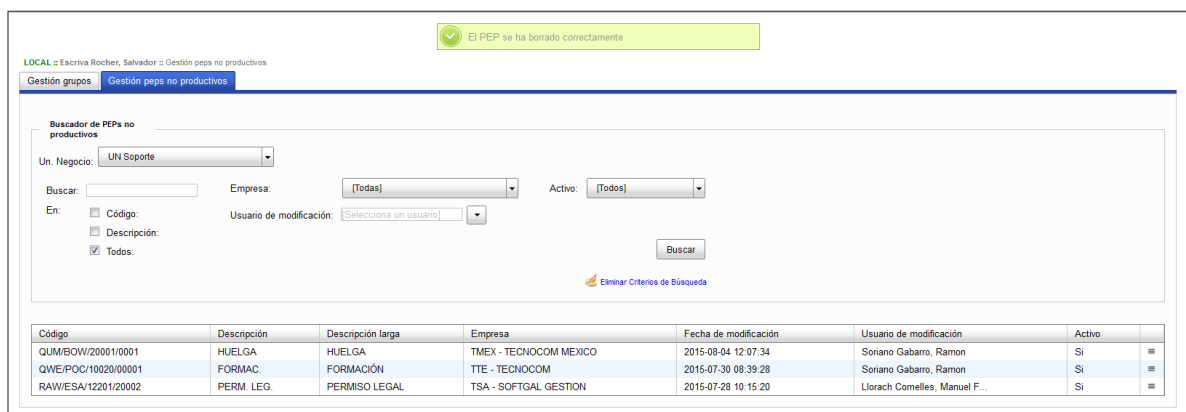 El PEP se ha borrado correctamente
LOCAL :: Escriva Rocher, Salvador :: Gestión peps no productivos
Gestión grupos Gestión peps no productivos
Buscador de PEPs no
productivos
Un. Negocio: UN Soporte
Buscar: Empresa: [Todas] Activo: [Todos]
En: Código: Usuario de modificación: [Selecciona un usuario]
Descripción:
Todos:
Buscar
Eliminar Criterios de Búsqueda
Código Descripción Descripción larga Empresa Fecha de modificación Usuario de modificación Activo
QUM/BOW/20001/0001 HUELGA HUELGA TMEX - TECNOCOM MEXICO 2015-08-04 12:07:34 Soriano Gabarro, Ramon Si
QWE/POC/10020/00001 FORMAC. FORMACIÓN TTE - TECNOCOM 2015-07-30 08:39:28 Soriano Gabarro, Ramon Si
RAW/ESA/12201/20002 PERM. LEG. PERMISO LEGAL TSA - SOFTGAL GESTION 2015-07-28 10:15:20 Llorach Comelles, Manuel F... Si